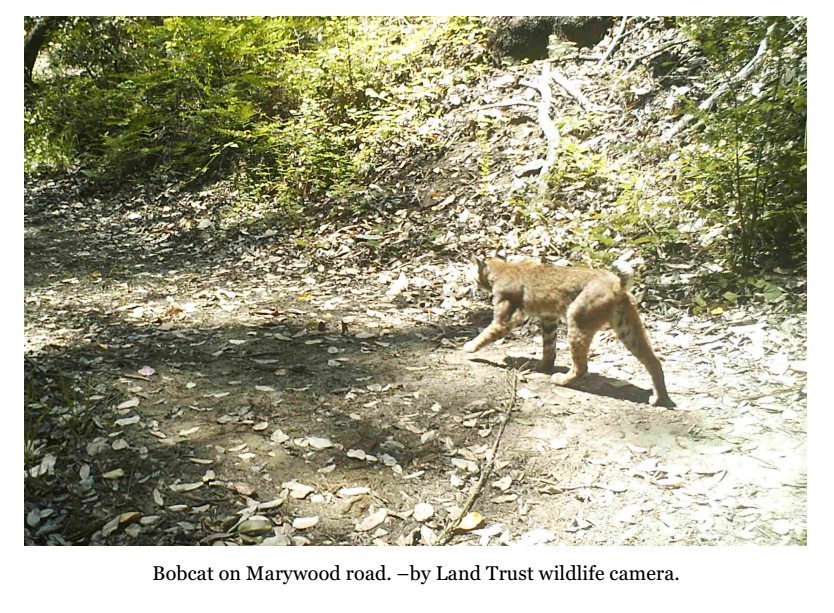 Bobcat on Marywood road. –by Land Trust wildlife camera.